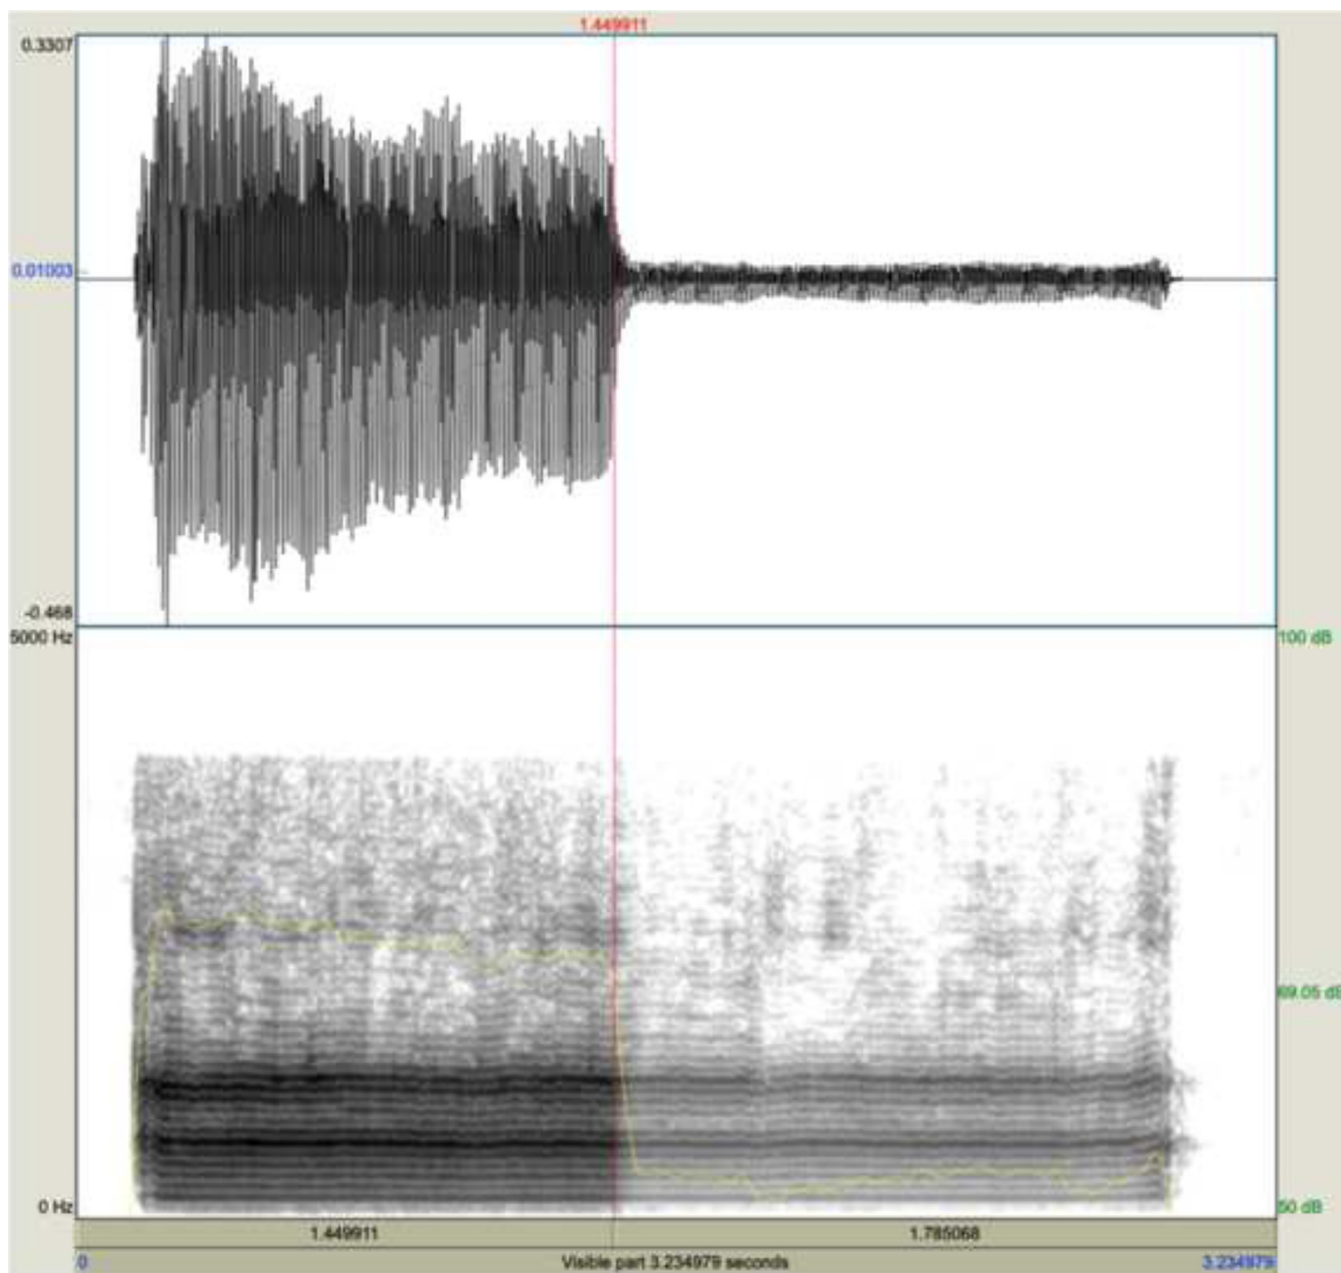 1.449911
0.3307
0.01003
-0.468
5000 Hz
100 dB
69.05 dB
0 Hz
50 dB
1.449911 1.785068
0 Visible part 3.234979 seconds 3.234979